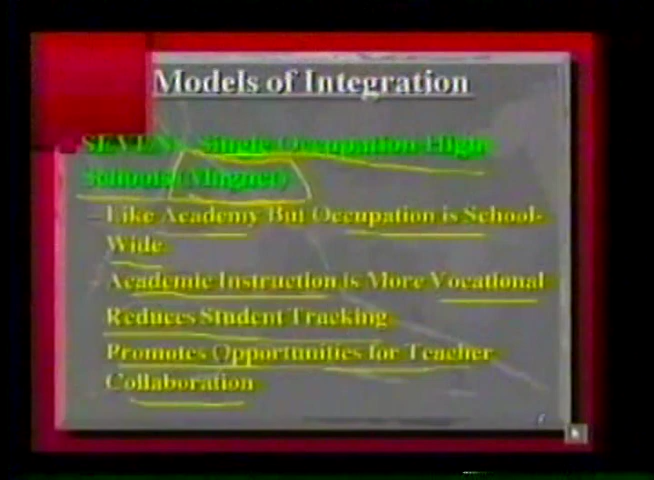 Models of Integration
SEVEN: Single Occupation High
Schools (Magnet)
– Like Academy But Occupation is School-
Wide
– Academic Instruction is More Vocational
Reduces Student Tracking
Promotes Opportunities for Teacher
Collaboration